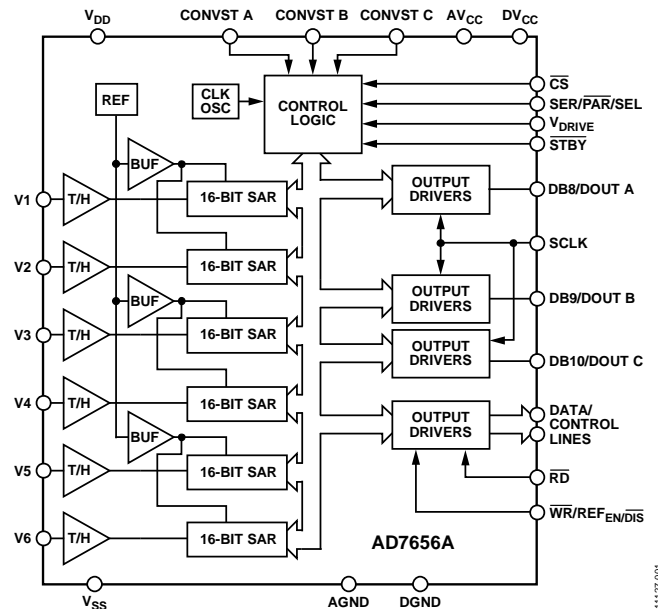 CONVST A CONVST B CONVST C AVCC DVCC
VDD
CS
REF
CLK
OSC
CONTROL
LOGIC
SER/PAR/SEL
VDRIVE
STBY
BUF
OUTPUT
DRIVERS
DB8/DOUT A
V1 T/H 16-BIT SAR
SCLK
V2 T/H 16-BIT SAR
BUF
OUTPUT
DRIVERS
DB9/DOUT B
V3 T/H 16-BIT SAR
OUTPUT
DRIVERS
DB10/DOUT C
V4 T/H 16-BIT SAR
OUTPUT
DRIVERS
DATA/
CONTROL
LINES
BUF
V5 T/H 16-BIT SAR
RD
WR/REFEN/DIS
V6 T/H 16-BIT SAR
AD7656A
VSS AGND DGND
11127-001